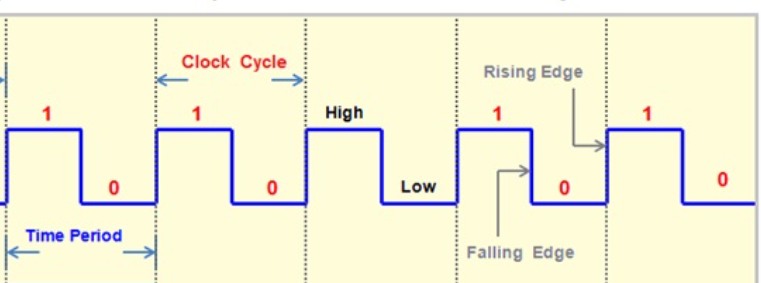 Clock Cycle
Rising Edge
1
1
High
1
1
0
0
Low
0
0
Time Period
Falling Edge